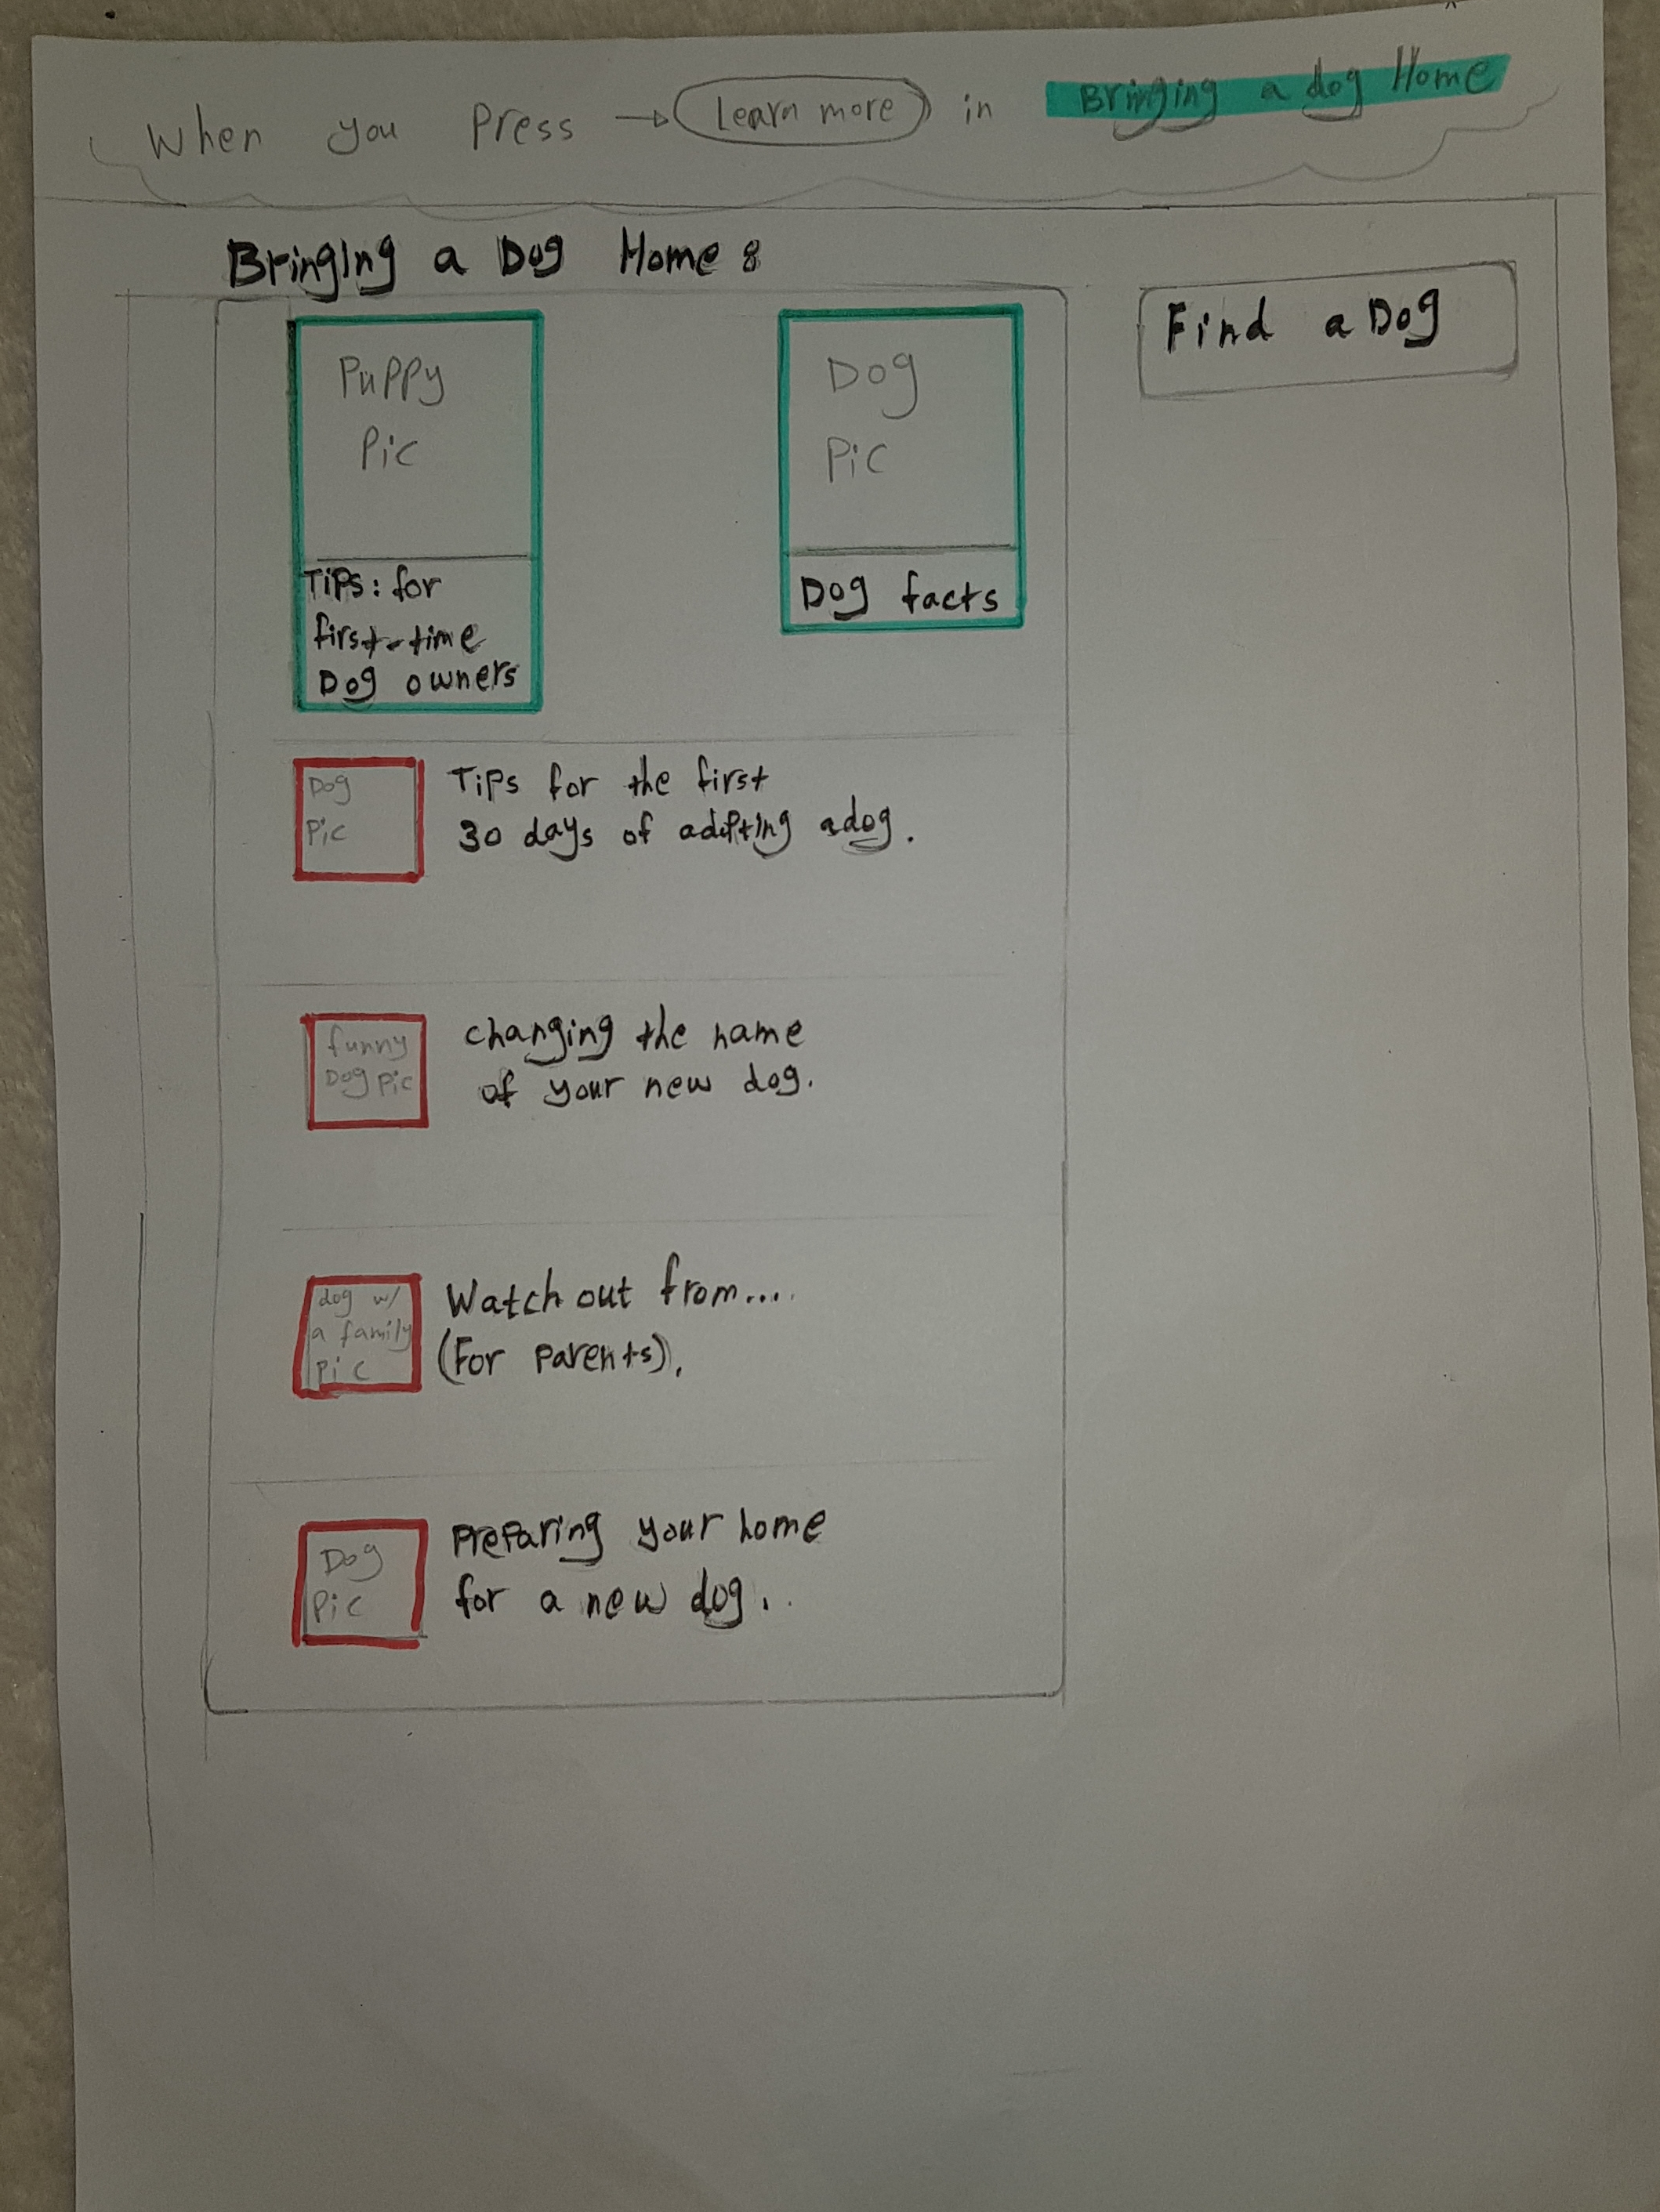 When you Press → Learn more in Bringing a dog Home
Bringing a Dog Home :
Find a Dog
Puppy
Pic
Tips: for
first-time
Dog owners
Dog
Pic
Dog facts
Dog
Pic
Tips for the first
30 days of adipting a dog.
funny
Dog Pic
changing the name
of your new dog.
dog w/
a family
Pic
Watch out from....
(For Parents).
Dog
Pic
Preparing your home
for a new dog..